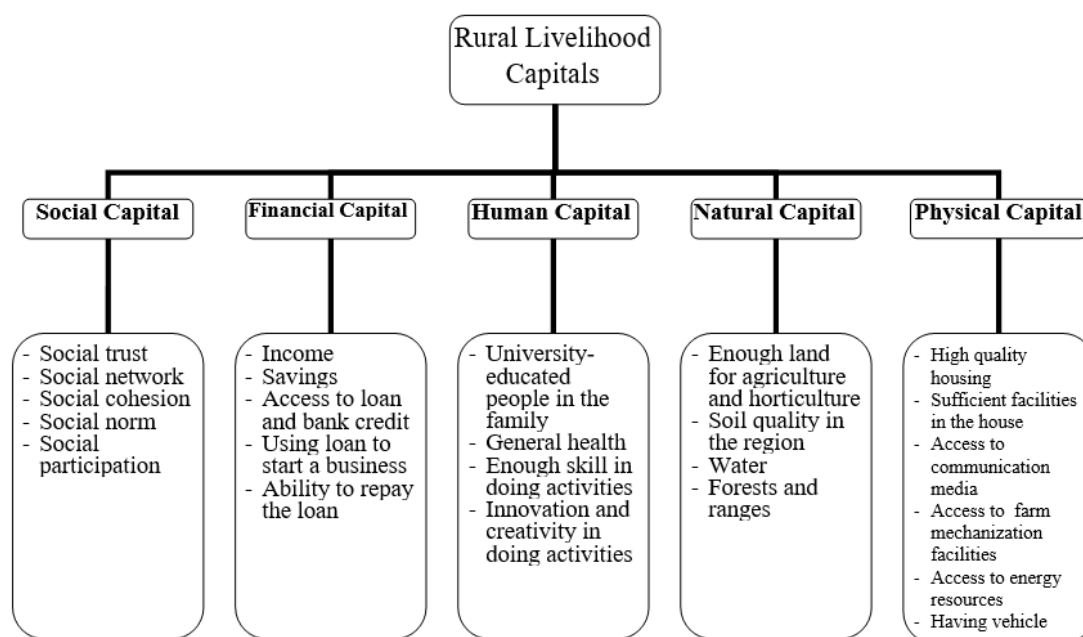 Rural Livelihood
Capitals
Social Capital
Financial Capital
Human Capital
Natural Capital
Physical Capital
- Social trust
- Social network
- Social cohesion
- Social norm
- Social
participation
- Income
- Savings
- Access to loan
and bank credit
- Using loan to
start a business
- Ability to repay
the loan
- University-
educated
people in the
family
- General health
- Enough skill in
doing activities
- Innovation and
creativity in
doing activities
- Enough land
for agriculture
and horticulture
- Soil quality in
the region
- Water
- Forests and
ranges
- High quality
housing
- Sufficient facilities
in the house
- Access to
communication
media
- Access to farm
mechanization
facilities
- Access to energy
resources
- Having vehicle